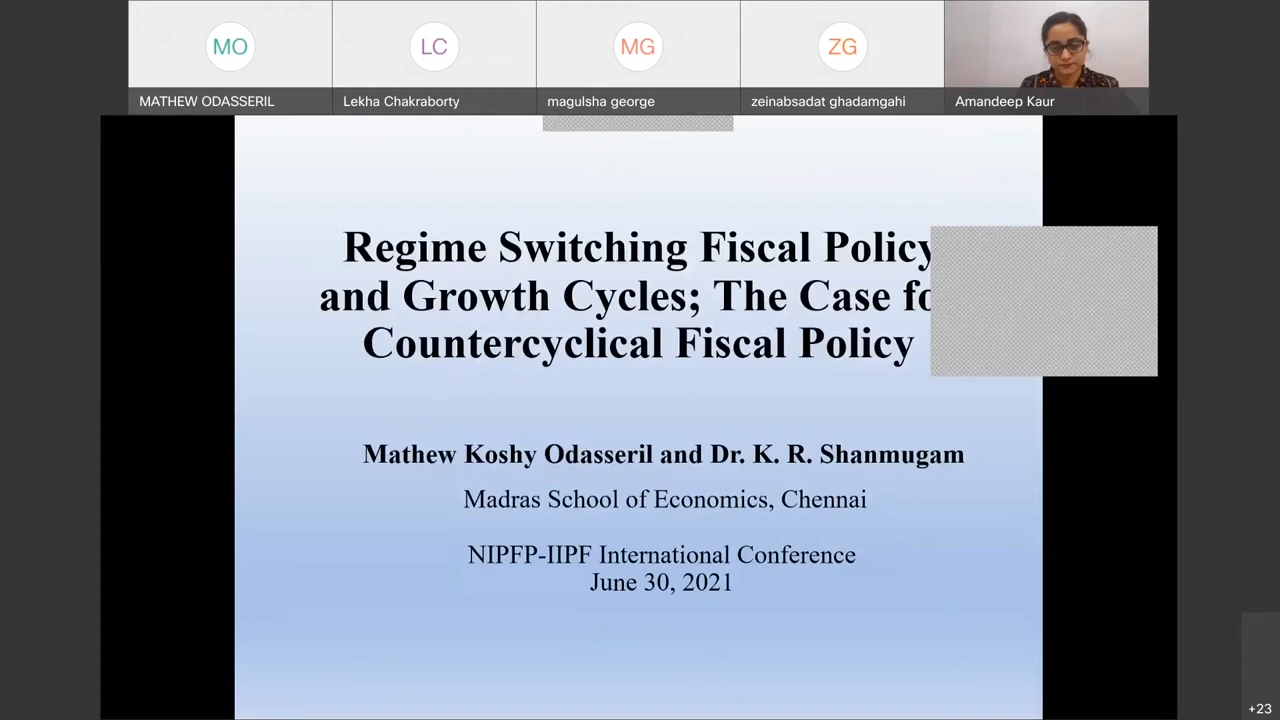 MO
LC
MG
ZG
MATHEW ODASSERIL
Lekha Chakraborty
magulsha george
zeinabsadat ghadamgahi
Amandeep Kaur
Regime Switching Fiscal Policy
and Growth Cycles; The Case fo
Countercyclical Fiscal Policy
Mathew Koshy Odasseril and Dr. K. R. Shanmugam
Madras School of Economics, Chennai
NIPFP-IIPF International Conference
June 30, 2021
+23